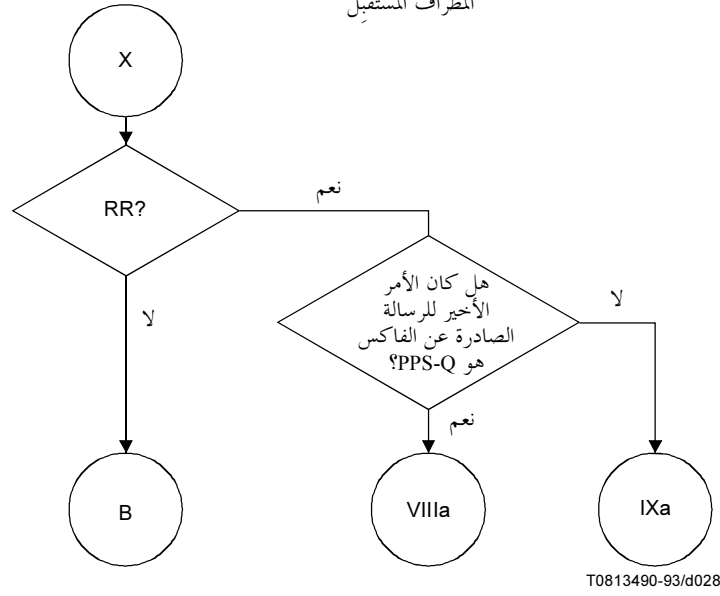 المطراف المستقبِل
X
RR?
نعم
هل كان الأمر
الأخير للرسالة
الصادرة عن الفاكس
هو PPS-Q؟
لا
لا
نعم
B
VIIIa
IXa
T0813490-93/d028